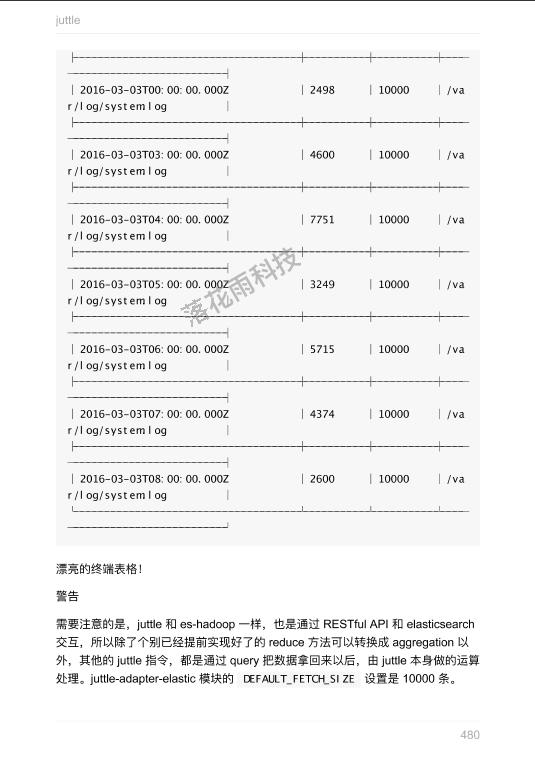 juttle
| 2016-03-03T00:00:00.000Z | 2498 | 10000 | /va
r/log/systemlog |
| 2016-03-03T03:00:00.000Z | 4600 | 10000 | /va
r/log/systemlog |
| 2016-03-03T04:00:00.000Z | 7751 | 10000 | /va
r/log/systemlog |
| 2016-03-03T05:00:00.000Z | 3249 | 10000 | /va
r/log/systemlog |
| 2016-03-03T06:00:00.000Z | 5715 | 10000 | /va
r/log/systemlog |
| 2016-03-03T07:00:00.000Z | 4374 | 10000 | /va
r/log/systemlog |
| 2016-03-03T08:00:00.000Z | 2600 | 10000 | /va
r/log/systemlog |
落花雨科技
漂亮的终端表格！
警告
需要注意的是，juttle 和 es-hadoop 一样，也是通过 RESTful API 和 elasticsearch
交互，所以除了个别已经提前实现好了的 reduce 方法可以转换成 aggregation 以
外，其他的 juttle 指令，都是通过 query 把数据拿回来以后，由 juttle 本身做的运算
处理。juttle-adapter-elastic 模块的 DEFAULT_FETCH_SIZE 设置是 10000 条。
480